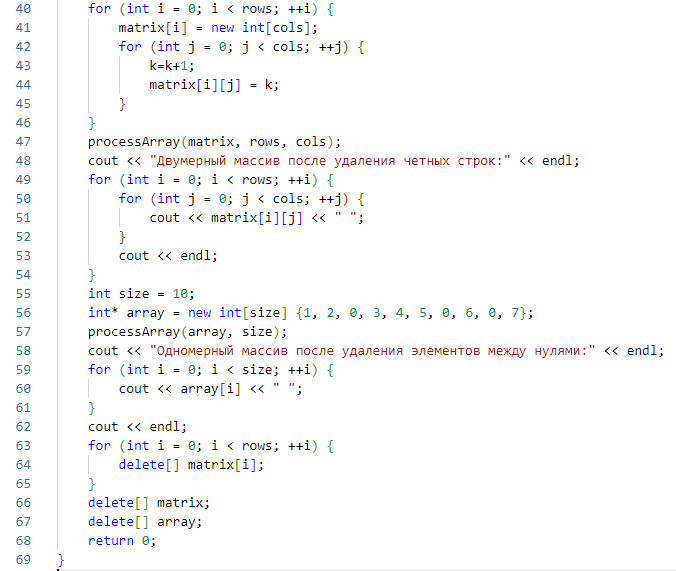 40 for (int i = 0; i < rows; ++i) {
41 matrix[i] = new int[cols];
42 for (int j = 0; j < cols; ++j) {
43 k=k+1;
44 matrix[i][j] = k;
45 }
46 }
47 processArray(matrix, rows, cols);
48 cout << "Двумерный массив после удаления четных строк:" << endl;
49 for (int i = 0; i < rows; ++i) {
50 for (int j = 0; j < cols; ++j) {
51 cout << matrix[i][j] << " ";
52 }
53 cout << endl;
54 }
55 int size = 10;
56 int* array = new int[size] {1, 2, 0, 3, 4, 5, 0, 6, 0, 7};
57 processArray(array, size);
58 cout << "Одномерный массив после удаления элементов между нулями:" << endl;
59 for (int i = 0; i < size; ++i) {
60 cout << array[i] << " ";
61 }
62 cout << endl;
63 for (int i = 0; i < rows; ++i) {
64 delete[] matrix[i];
65 }
66 delete[] matrix;
67 delete[] array;
68 return 0;
69 }